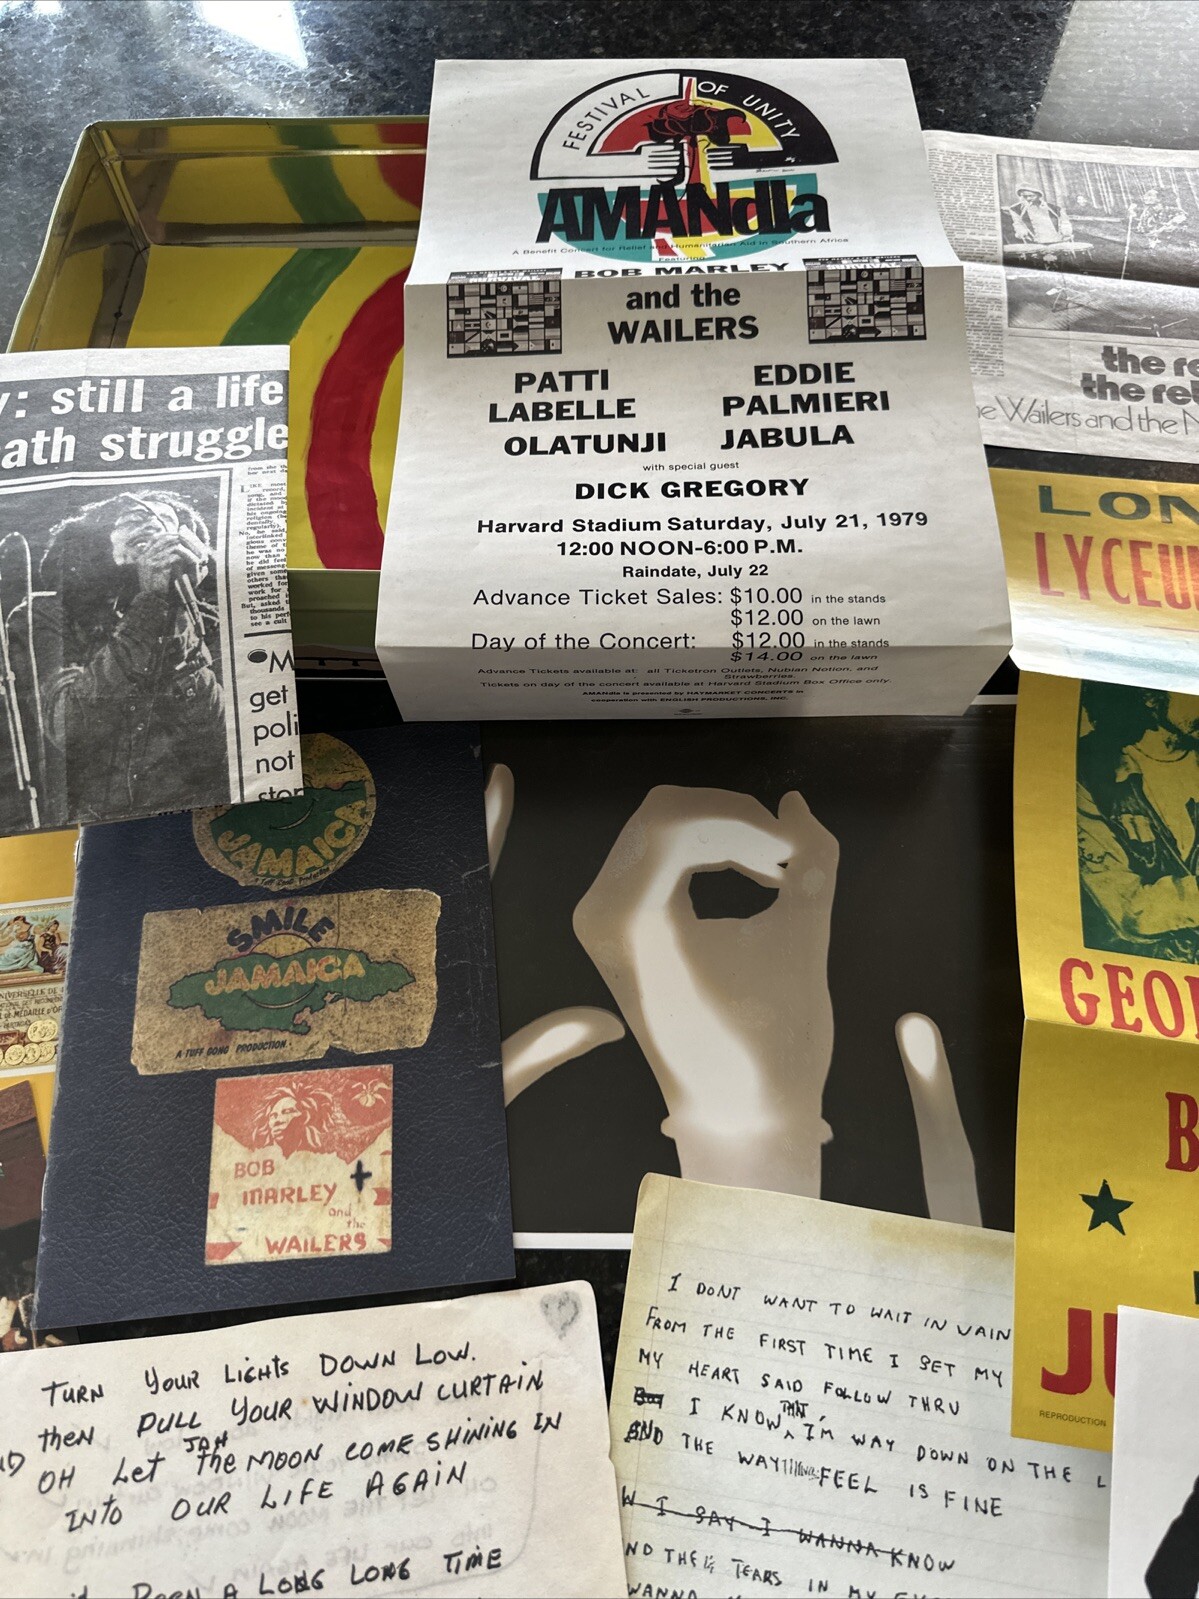 FESTIVAL OF UNITY
AMANdla
A Benefit Concert for Relief and Humanitarian Aid in Southern Africa
Featuring
BOB MARLEY
and the
WAILERS
PATTI
LABELLE
EDDIE
PALMIERI
OLATUNJI
JABULA
with special guest
DICK GREGORY
Harvard Stadium Saturday, July 21, 1979
12:00 NOON-6:00 P.M.
Raindate, July 22
Advance Ticket Sales: $10.00 in the stands
$12.00 on the lawn
Day of the Concert: $12.00 in the stands
$14.00 on the lawn
Advance Tickets available at: all Ticketron Outlets, Nubian Notion, and
Strawberries.
Tickets on day of the concert available at Harvard Stadium Box Office only.
AMANdla is presented by HAYMARKET CONCERTS in
cooperation with ENGLISH PRODUCTIONS, INC.
y: still a life
ath struggle
•M
get
poli
not
stor
the re
the re
e Wailers and the N
LON
LYCEU
GEO
B
JU
REPRODUCTION
JAMAICA
SMILE
JAMAICA
A TUFF GONG PRODUCTION.
BOB
MARLEY
and
the
WAILERS
TURN YOUR LIGHTS DOWN LOW.
then PULL YOUR WINDOW CURTAIN
OH Let JAH the MOON COME SHINING IN
INTO OUR LIFE AGAIN
BEEN A LONG LONG TIME
I DONT WANT TO WAIT IN VAIN
FROM THE FIRST TIME I SET MY
MY HEART SAID FOLLOW THRU
I KNOW THAT I'M WAY DOWN ON THE L
AND THE WAY FEEL IS FINE
W I SAY I WANNA KNOW
TEARS IN MY
WANNA